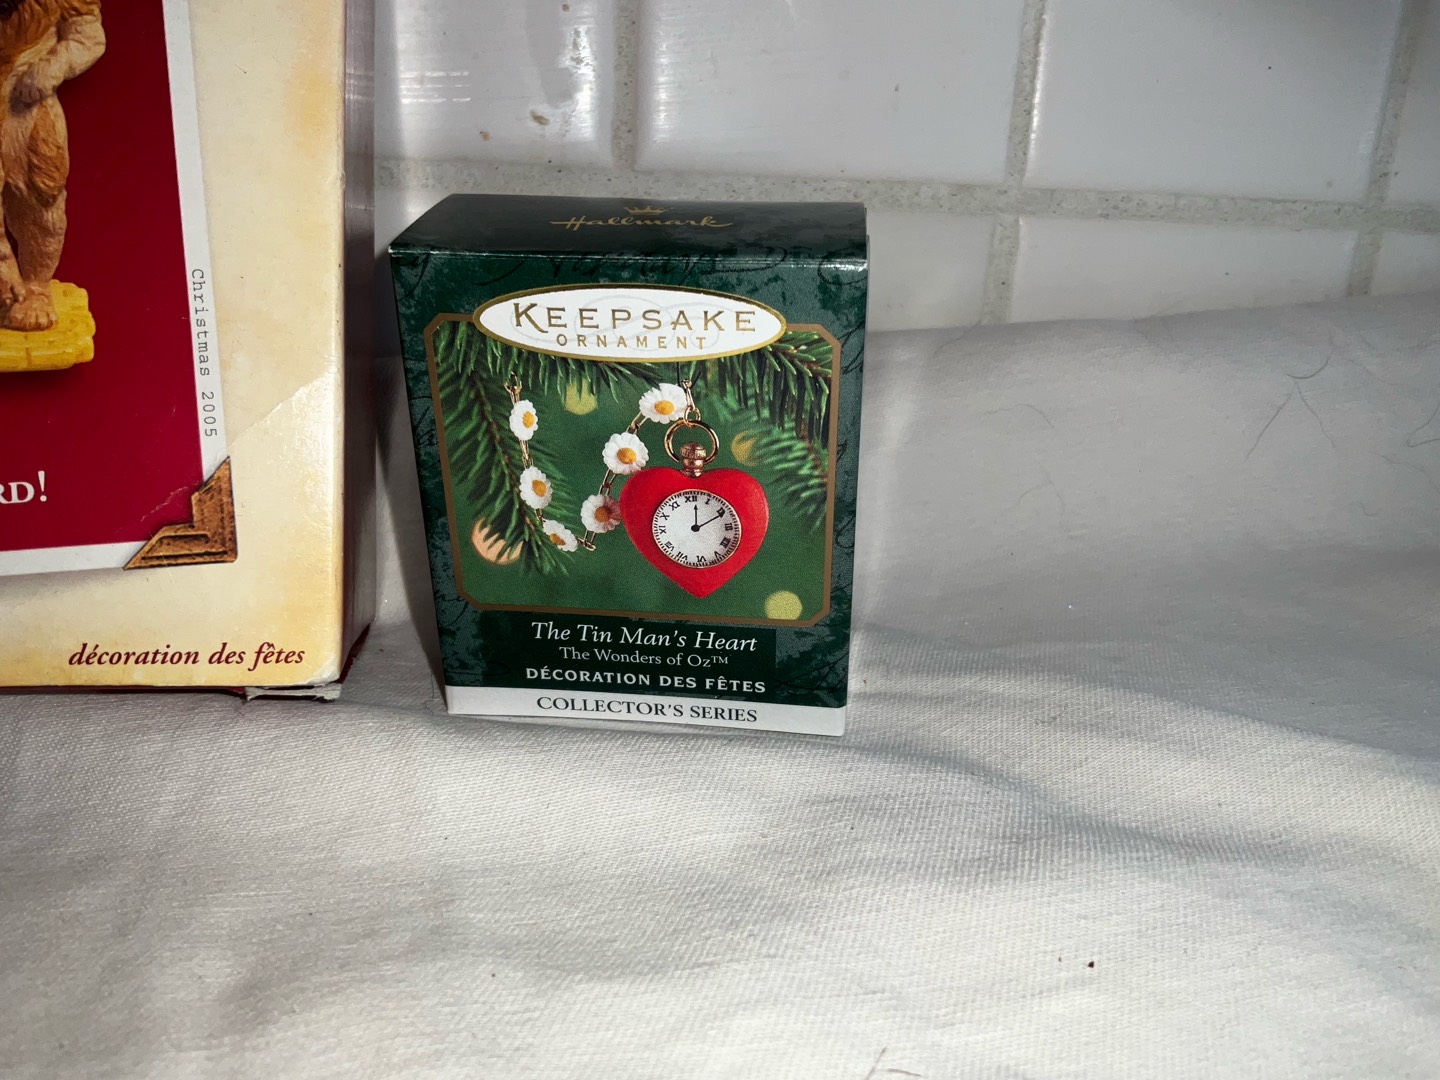 Christmas 2005
RD!
décoration des fêtes
Hallmark
KEEPSAKE
ORNAMENT
XII
The Tin Man's Heart
The Wonders of Oz™
DÉCORATION DES FÊTES
COLLECTOR'S SERIES